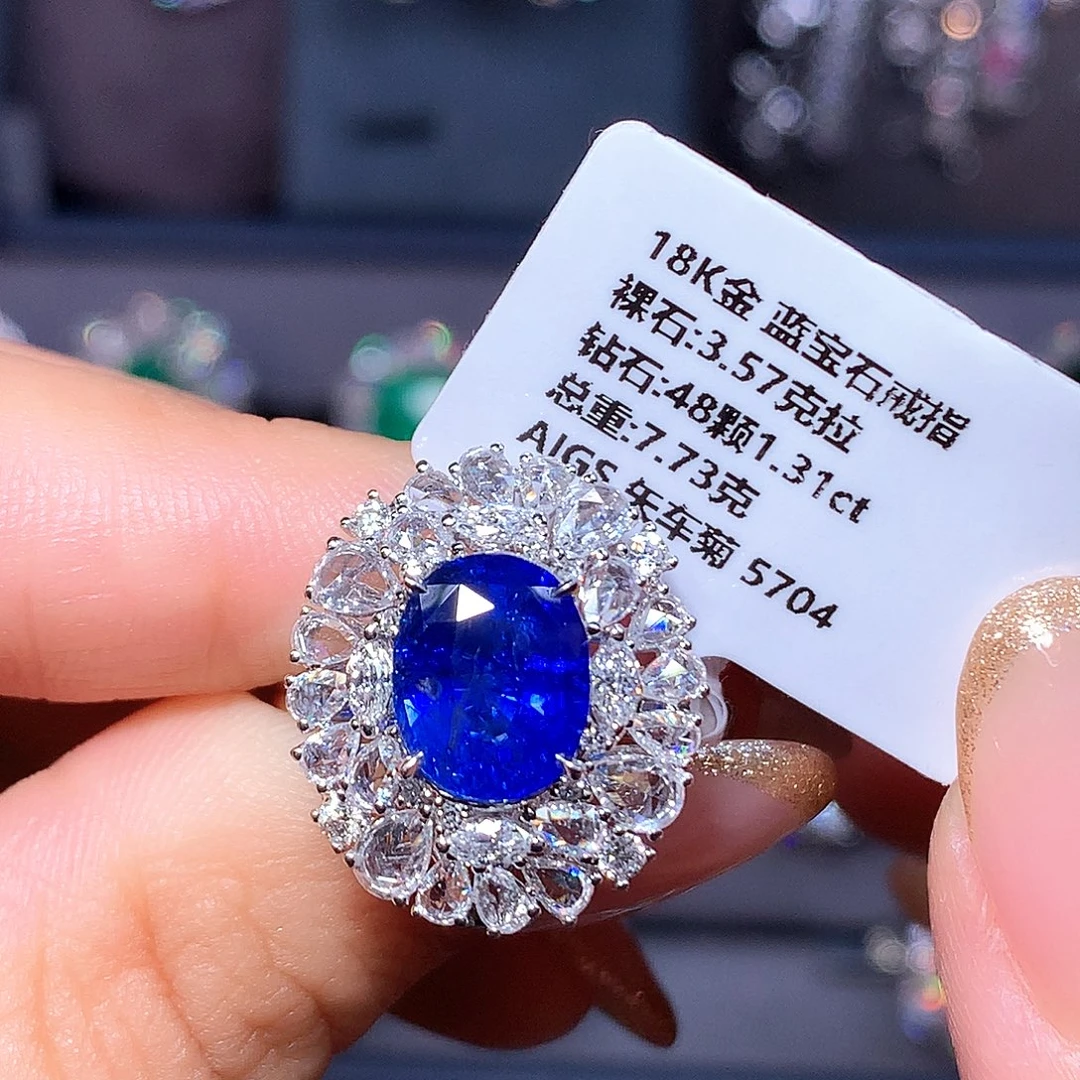 18K金 蓝宝石戒指
裸石:3.57克拉
钻石:48颗1.31ct
总重:7.73克
AIGS 矢车菊 5704